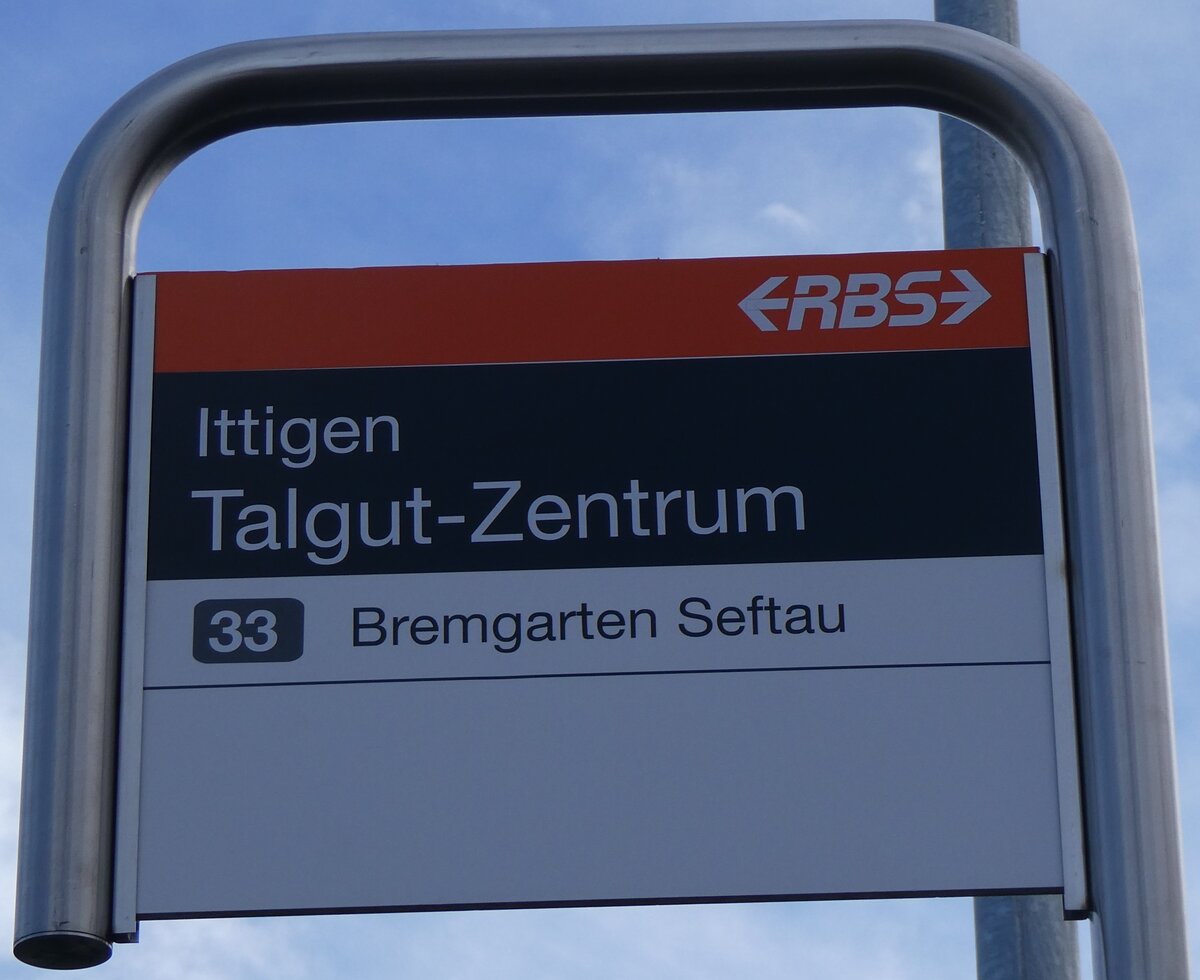 RBS
Ittigen
Talgut-Zentrum
33 Bremgarten Seftau